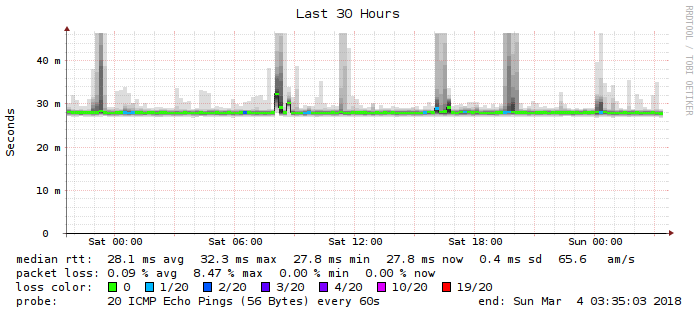 Last 30 Hours
RRDTOOL / TOBI OETIKER
Seconds
40 m
30 m
20 m
10 m
0
Sat 00:00 Sat 06:00 Sat 12:00 Sat 18:00 Sun 00:00
median rtt: 28.1 ms avg 32.3 ms max 27.8 ms min 27.8 ms now 0.4 ms sd 65.6 am/s
packet loss: 0.09 % avg 8.47 % max 0.00 % min 0.00 % now
loss color: 0 1/20 2/20 3/20 4/20 10/20 19/20
probe: 20 ICMP Echo Pings (56 Bytes) every 60s end: Sun Mar 4 03:35:03 2018